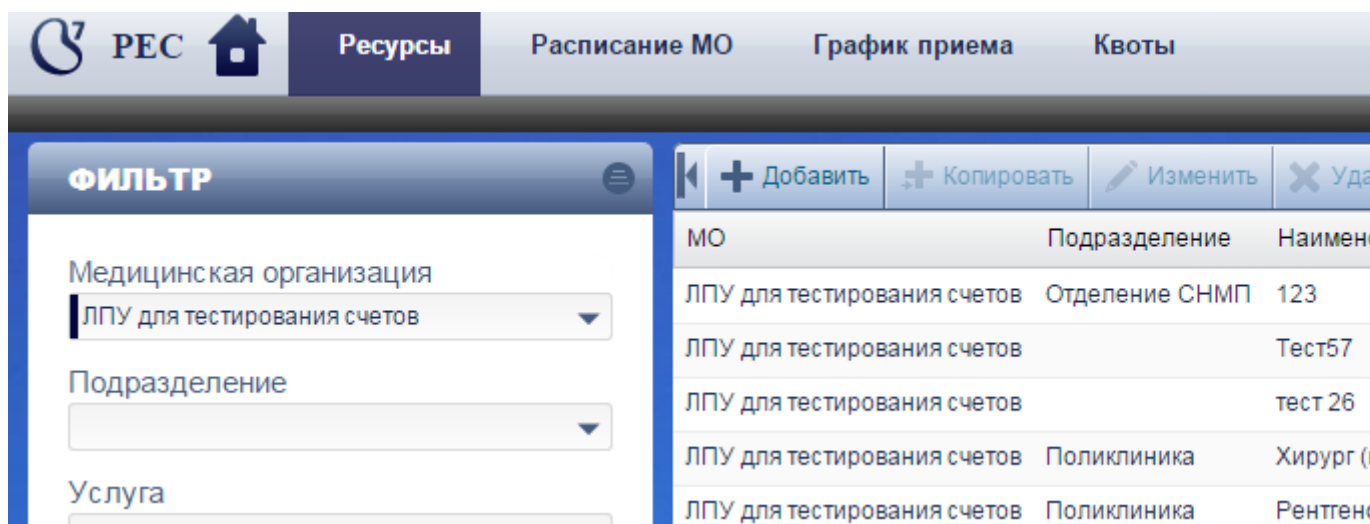 РЕС Ресурсы Расписание МО График приема Квоты
ФИЛЬТР
Медицинская организация
ЛПУ для тестирования счетов
Подразделение
Услуга
Добавить Копировать Изменить
МО Подразделение
ЛПУ для тестирования счетов Отделение СНМП 123
ЛПУ для тестирования счетов Тест57
ЛПУ для тестирования счетов тест 26
ЛПУ для тестирования счетов Поликлиника Хирург
ЛПУ для тестирования счетов Поликлиника